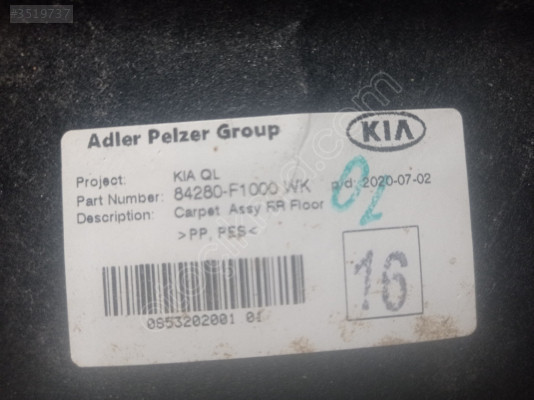 #3519737
Adler Pelzer Group
KIA
Project: KIA QL
Part Number: 84280-F1000 WK p/d: 2020-07-02
Description: Carpet Assy RR Floor
>PP, PES<
02
16
0853202001 01